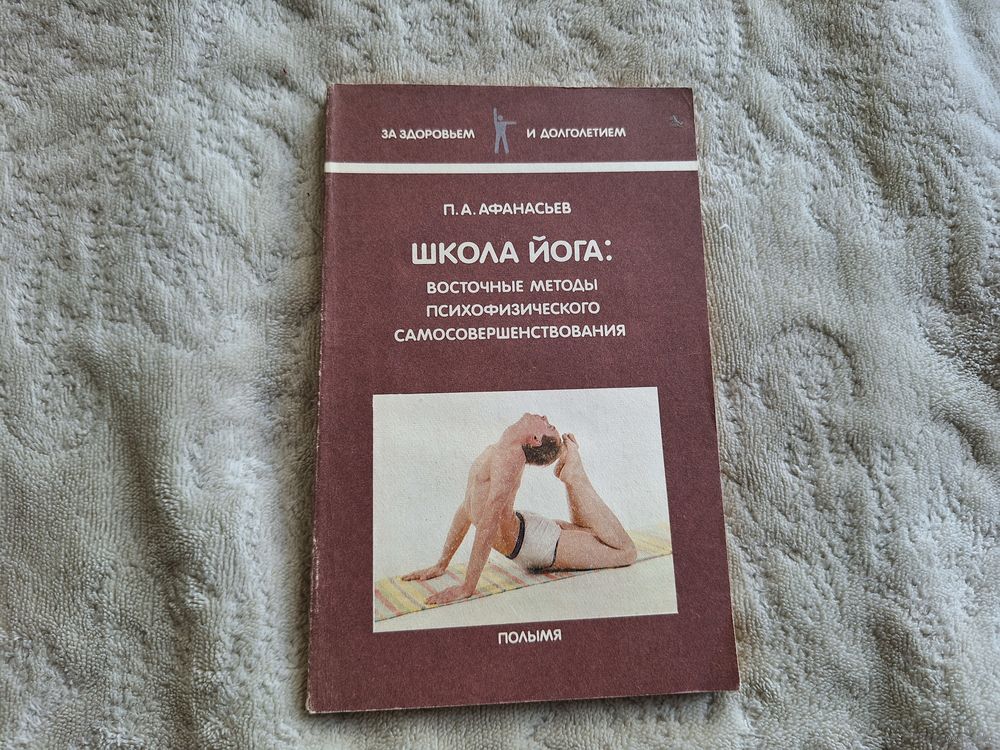 ЗА ЗДОРОВЬЕМ И ДОЛГОЛЕТИЕМ
П.А.АФАНАСЬЕВ
ШКОЛА ЙОГА:
ВОСТОЧНЫЕ МЕТОДЫ
ПСИХОФИЗИЧЕСКОГО
САМОСОВЕРШЕНСТВОВАНИЯ
ПОЛЫМЯ